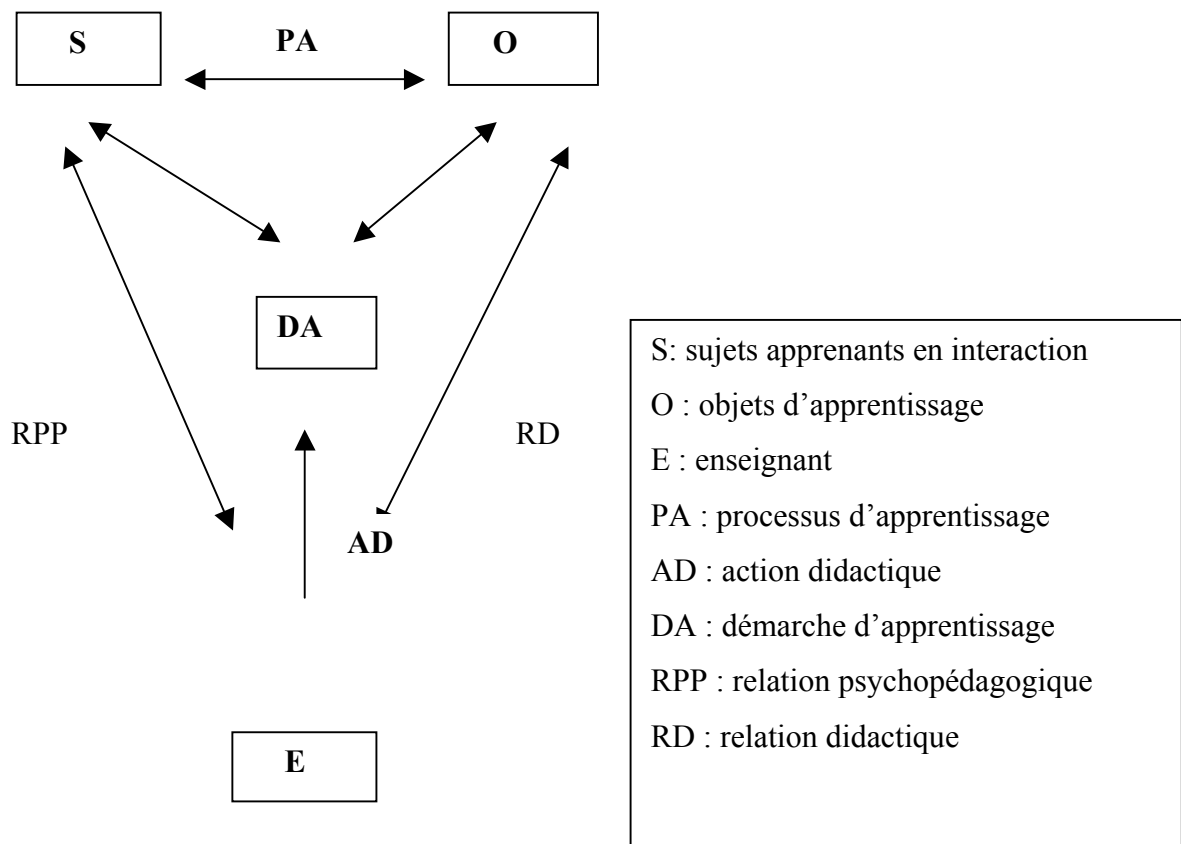 S
PA
O
DA
RPP
RD
AD
E
S: sujets apprenants en interaction
O : objets d’apprentissage
E : enseignant
PA : processus d’apprentissage
AD : action didactique
DA : démarche d’apprentissage
RPP : relation psychopédagogique
RD : relation didactique